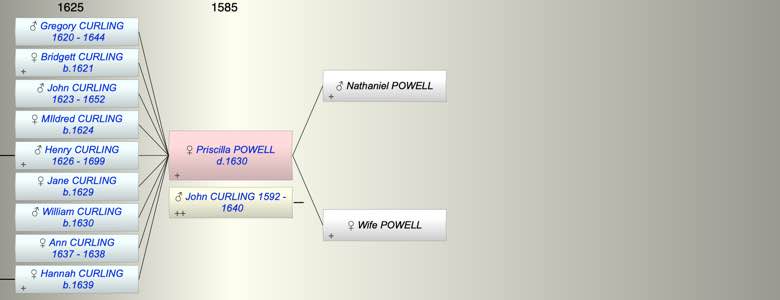 1625
1585
♂ Gregory CURLING
1620 - 1644
♀ Bridgett CURLING
b.1621
+
♂ John CURLING
1623 - 1652
♀ MIldred CURLING
b.1624
♂ Henry CURLING
1626 - 1699
+
♀ Jane CURLING
b.1629
♂ William CURLING
b.1630
♀ Ann CURLING
1637 - 1638
♀ Hannah CURLING
b.1639
+
♀ Priscilla POWELL
d.1630
+
♂ John CURLING 1592 -
1640
++
♂ Nathaniel POWELL
+
♀ Wife POWELL
+